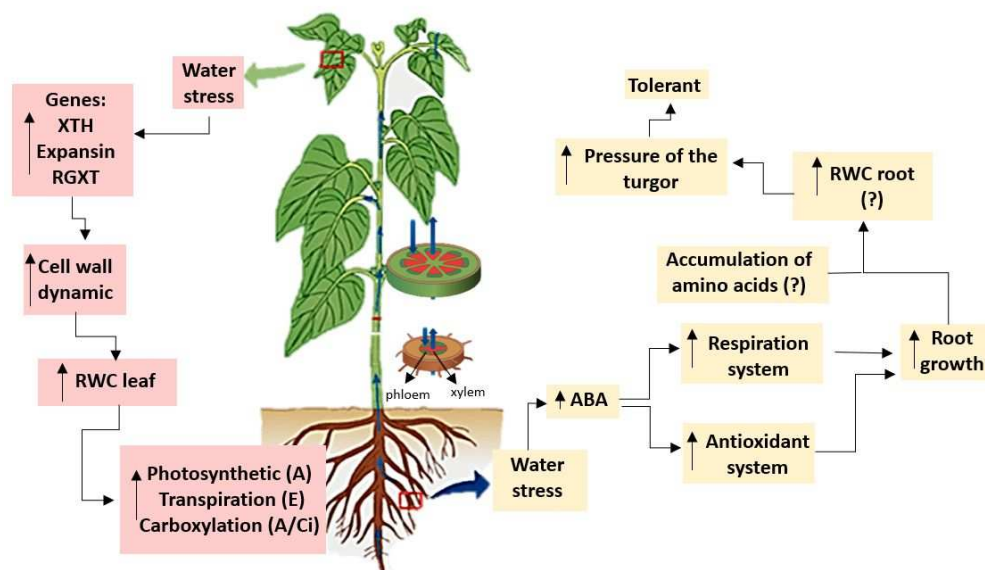 Water
stress
Genes:
XTH
Expansin
RGXT
Cell wall
dynamic
RWC leaf
Photosynthetic (A)
Transpiration (E)
Carboxylation (A/Ci)
phloem
xylem
Water
stress
ABA
Respiration
system
Antioxidant
system
Root
growth
Accumulation
of amino acids (?)
RWC root
(?)
Pressure of the
turgor
Tolerant